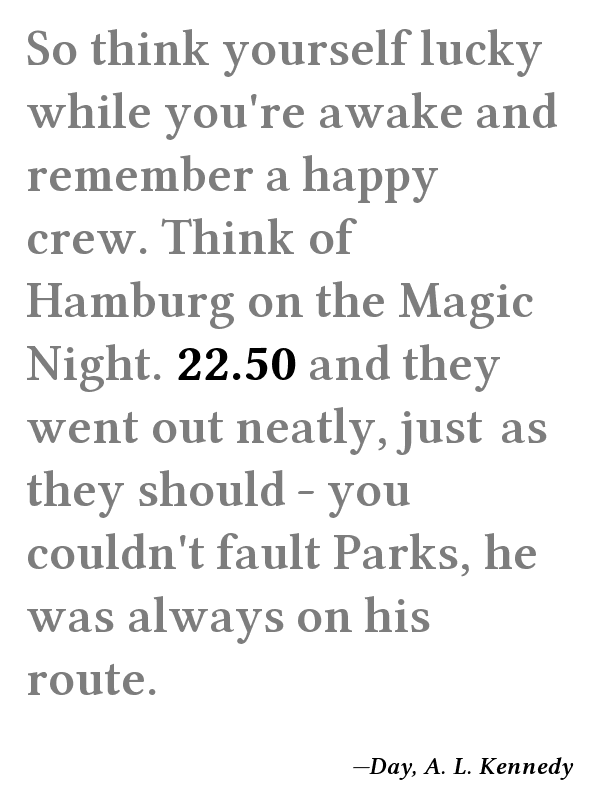 So think yourself lucky
while you're awake and
remember a happy
crew. Think of
Hamburg on the Magic
Night. 22.50 and they
went out neatly, just as
they should - you
couldn't fault Parks, he
was always on his
route.
—Day, A. L. Kennedy